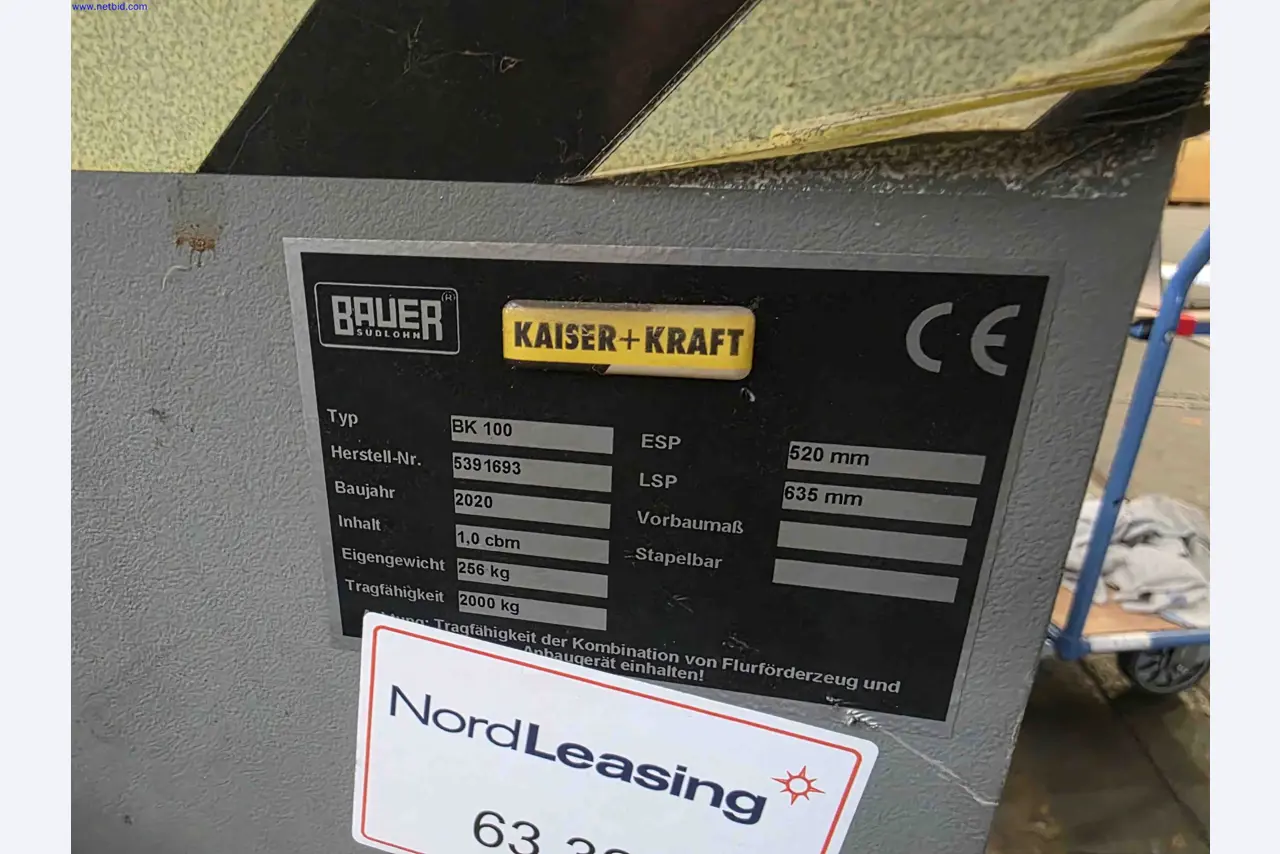 www.netbid.com
BAUER (R)
SÜDLOHN
KAISER+KRAFT
CE
Typ BK 100
Herstell-Nr. 5391693
Baujahr 2020
Inhalt 1,0 cbm
Eigengewicht 256 kg
Tragfähigkeit 2000 kg
ESP 520 mm
LSP 635 mm
Vorbaumaß
Stapelbar
Tragfähigkeit der Kombination von Flurförderzeug und
Anbaugerät einhalten!
NordLeasing
63